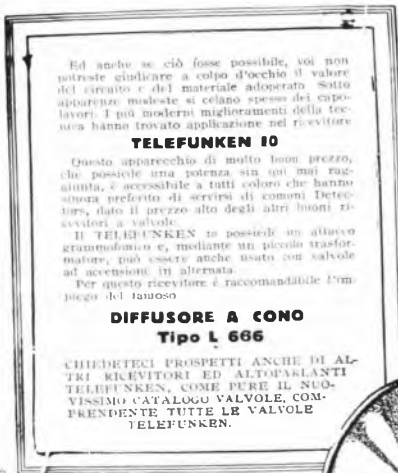 Ed anche se ciò fosse possibile, voi non
potreste giudicare a colpo d'occhio il valore
del circuito e del materiale adoperato Sotto
apparenze modeste si celano spesso dei capo-
lavori. I più moderni miglioramenti della tec-
nica hanno trovato applicazione nel ricevitore
TELEFUNKEN 10
Questo apparecchio di molto buon prezzo,
che possiede una potenza sin qui mai rag-
giunta, è accessibile a tutti coloro che hanno
sinora preferito di servirsi di comuni Detec-
tors, dato il prezzo alto degli altri buoni ri-
cevitori a valvole
Il TELEFUNKEN 10 possiede un attacco
grammofonico e, mediante un piccolo trasfor-
matore, può essere anche usato con valvole
ad accensione in alternata.
Per questo ricevitore è raccomandabile l'im-
piego del famoso
DIFFUSORE A CONO
Tipo L 666
CHIEDETECI PROSPETTI ANCHE DI AL-
TRI RICEVITORI ED ALTOPARLANTI
TELEFUNKEN, COME PURE IL NUO-
VISSIMO CATALOGO VALVOLE, COM-
PRENDENTE TUTTE LE VALVOLE
TELEFUNKEN.